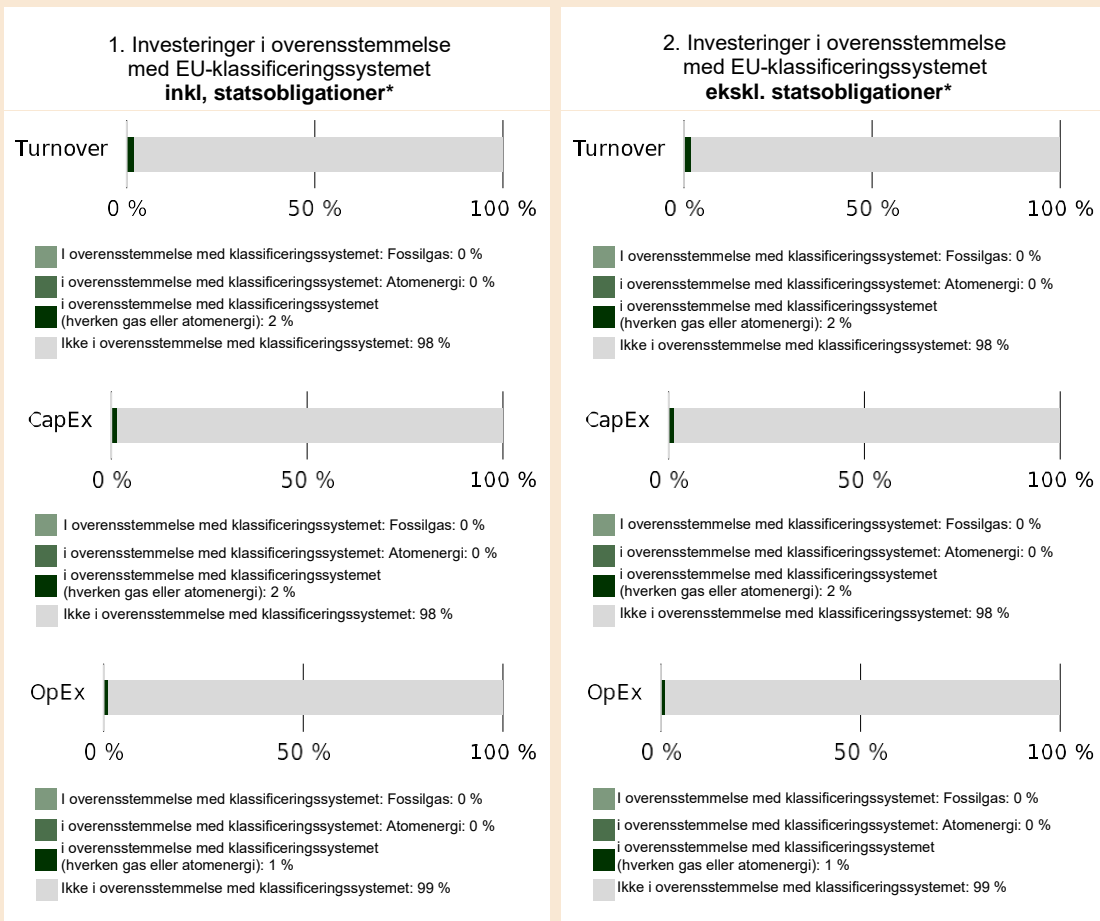 1. Investeringer i overensstemmelse
med EU-klassificeringssystemet
inkl, statsobligationer*
Turnover
0 %
50 %
100 %
I overensstemmelse med klassificeringssystemet: Fossilgas: 0 %
i overensstemmelse med klassificeringssystemet: Atomenergi: 0 %
i overensstemmelse med klassificeringssystemet
(hverken gas eller atomenergi): 2 %
Ikke i overensstemmelse med klassificeringssystemet: 98 %
CapEx
0 %
50 %
100 %
I overensstemmelse med klassificeringssystemet: Fossilgas: 0 %
i overensstemmelse med klassificeringssystemet: Atomenergi: 0 %
i overensstemmelse med klassificeringssystemet
(hverken gas eller atomenergi): 2 %
Ikke i overensstemmelse med klassificeringssystemet: 98 %
OpEx
0 %
50 %
100 %
I overensstemmelse med klassificeringssystemet: Fossilgas: 0 %
i overensstemmelse med klassificeringssystemet: Atomenergi: 0 %
i overensstemmelse med klassificeringssystemet
(hverken gas eller atomenergi): 1 %
Ikke i overensstemmelse med klassificeringssystemet: 99 %
2. Investeringer i overensstemmelse
med EU-klassificeringssystemet
ekskl. statsobligationer*
Turnover
0 %
50 %
100 %
I overensstemmelse med klassificeringssystemet: Fossilgas: 0 %
i overensstemmelse med klassificeringssystemet: Atomenergi: 0 %
i overensstemmelse med klassificeringssystemet
(hverken gas eller atomenergi): 2 %
Ikke i overensstemmelse med klassificeringssystemet: 98 %
CapEx
0 %
50 %
100 %
I overensstemmelse med klassificeringssystemet: Fossilgas: 0 %
i overensstemmelse med klassificeringssystemet: Atomenergi: 0 %
i overensstemmelse med klassificeringssystemet
(hverken gas eller atomenergi): 2 %
Ikke i overensstemmelse med klassificeringssystemet: 98 %
OpEx
0 %
50 %
100 %
I overensstemmelse med klassificeringssystemet: Fossilgas: 0 %
i overensstemmelse med klassificeringssystemet: Atomenergi: 0 %
i overensstemmelse med klassificeringssystemet
(hverken gas eller atomenergi): 1 %
Ikke i overensstemmelse med klassificeringssystemet: 99 %